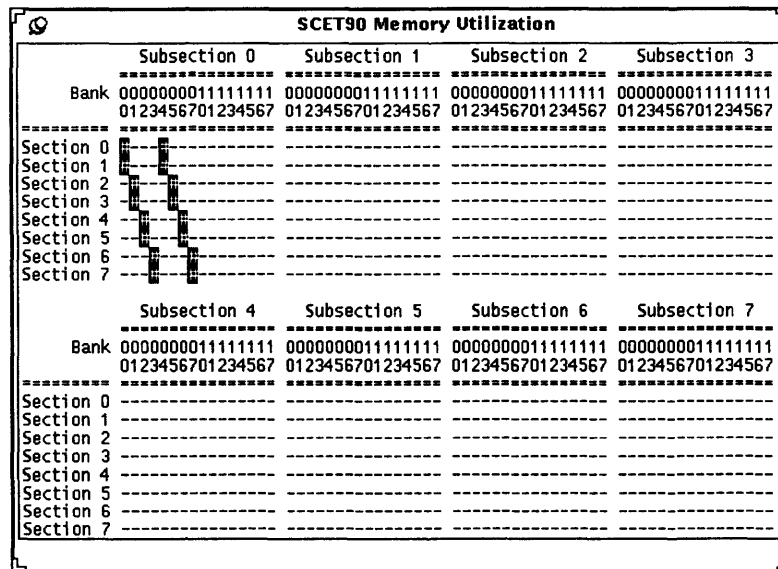 SCET90 Memory Utilization
Subsection 0 Subsection 1 Subsection 2 Subsection 3
================ ================ ================ ================
Bank 0000000011111111 0000000011111111 0000000011111111 0000000011111111
0123456701234567 0123456701234567 0123456701234567 0123456701234567
========= ================ ================ ================ ================
Section 0 ---------------- ---------------- ----------------
Section 1 ---------------- ---------------- ----------------
Section 2 ---------------- ---------------- ----------------
Section 3 ---------------- ---------------- ----------------
Section 4 ---------------- ---------------- ----------------
Section 5 ---------------- ---------------- ----------------
Section 6 ---------------- ---------------- ----------------
Section 7 ---------------- ---------------- ----------------
Subsection 4 Subsection 5 Subsection 6 Subsection 7
================ ================ ================ ================
Bank 0000000011111111 0000000011111111 0000000011111111 0000000011111111
0123456701234567 0123456701234567 0123456701234567 0123456701234567
========= ================ ================ ================ ================
Section 0 ---------------- ---------------- ---------------- ----------------
Section 1 ---------------- ---------------- ---------------- ----------------
Section 2 ---------------- ---------------- ---------------- ----------------
Section 3 ---------------- ---------------- ---------------- ----------------
Section 4 ---------------- ---------------- ---------------- ----------------
Section 5 ---------------- ---------------- ---------------- ----------------
Section 6 ---------------- ---------------- ---------------- ----------------
Section 7 ---------------- ---------------- ---------------- ----------------